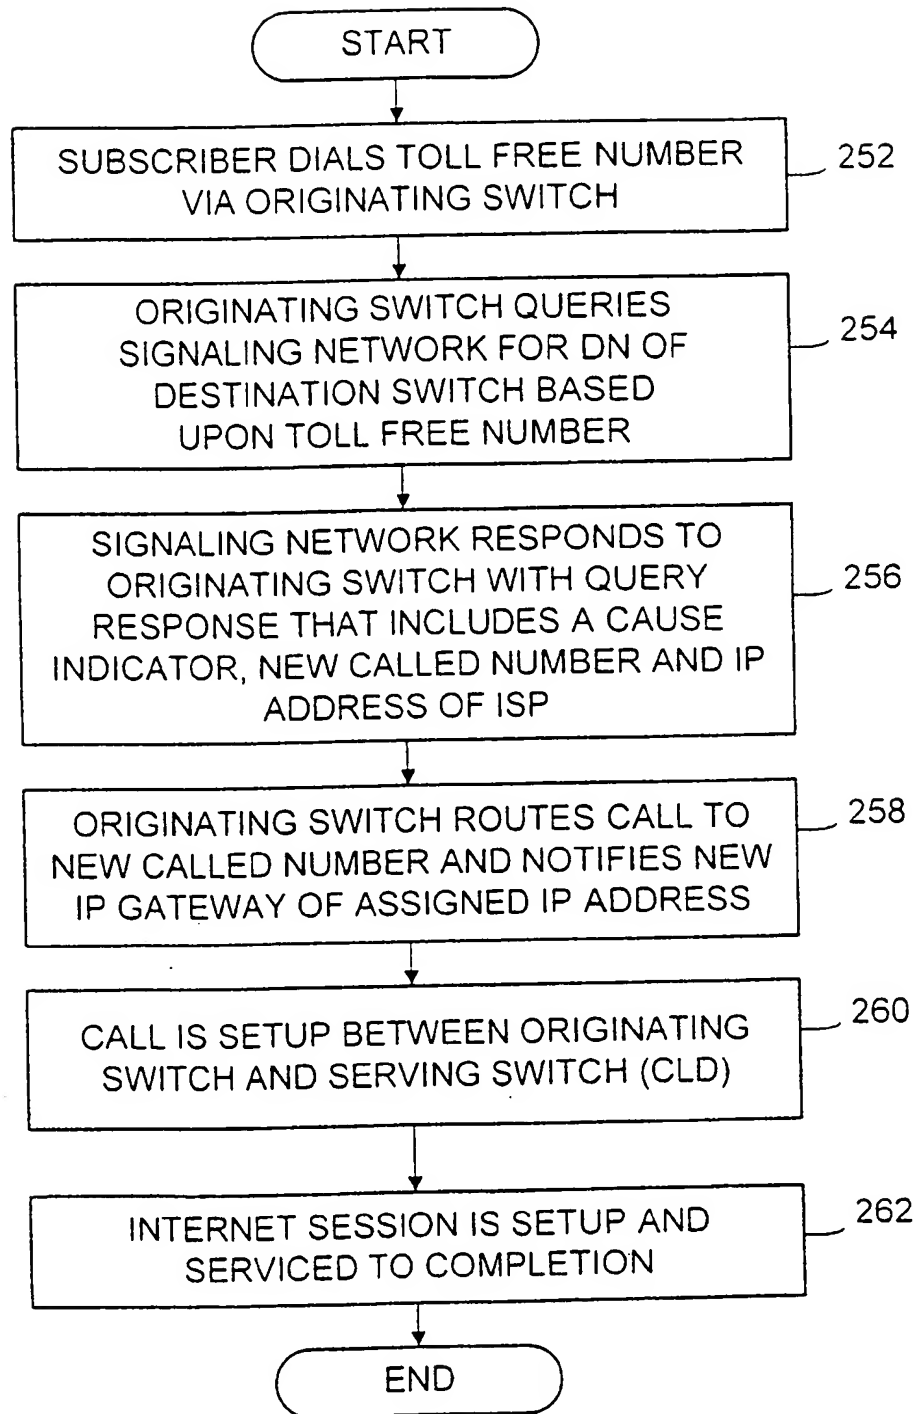 START
SUBSCRIBER DIALS TOLL FREE NUMBER
VIA ORIGINATING SWITCH
252
ORIGINATING SWITCH QUERIES
SIGNALING NETWORK FOR DN OF
DESTINATION SWITCH BASED
UPON TOLL FREE NUMBER
254
SIGNALING NETWORK RESPONDS TO
ORIGINATING SWITCH WITH QUERY
RESPONSE THAT INCLUDES A CAUSE
INDICATOR, NEW CALLED NUMBER AND IP
ADDRESS OF ISP
256
ORIGINATING SWITCH ROUTES CALL TO
NEW CALLED NUMBER AND NOTIFIES NEW
IP GATEWAY OF ASSIGNED IP ADDRESS
258
CALL IS SETUP BETWEEN ORIGINATING
SWITCH AND SERVING SWITCH (CLD)
260
INTERNET SESSION IS SETUP AND
SERVICED TO COMPLETION
262
END